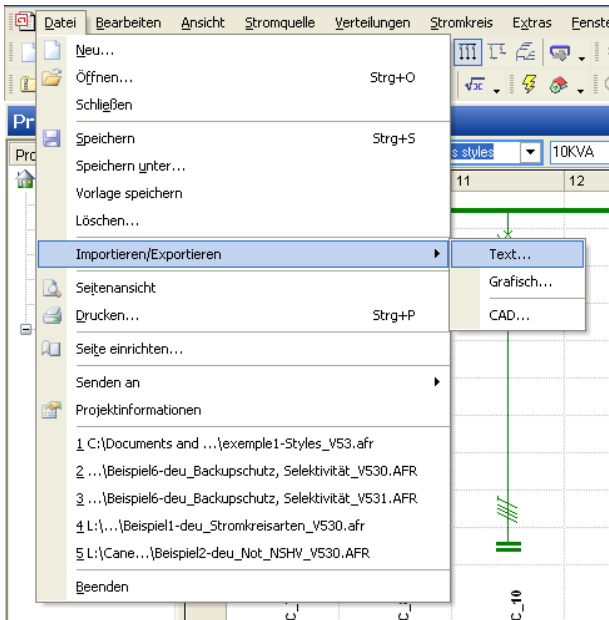 Datei Bearbeiten Ansicht Stromquelle Verteilungen Stromkreis Extras Fenste
Neu...
Öffnen... Strg+O
Schließen
Pr
Speichern Strg+S
Pro
s styles 10KVA
Speichern unter...
11 12
Vorlage speichern
Löschen...
Importieren/Exportieren Text...
Grafisch...
Seitenansicht
Drucken... Strg+P CAD...
Seite einrichten...
Senden an
Projektinformationen
1 C:\Documents and ...\exemple1-Styles_V53.afr
2 ...\Beispiel6-deu_Backupschutz, Selektivität_V530.AFR
3 ...\Beispiel6-deu_Backupschutz, Selektivität_V531.AFR
4 L:\...\Beispiel1-deu_Stromkreisarten_V530.afr
5 L:\Cane...\Beispiel2-deu_Not_NSHV_V530.AFR
Beenden
C_10